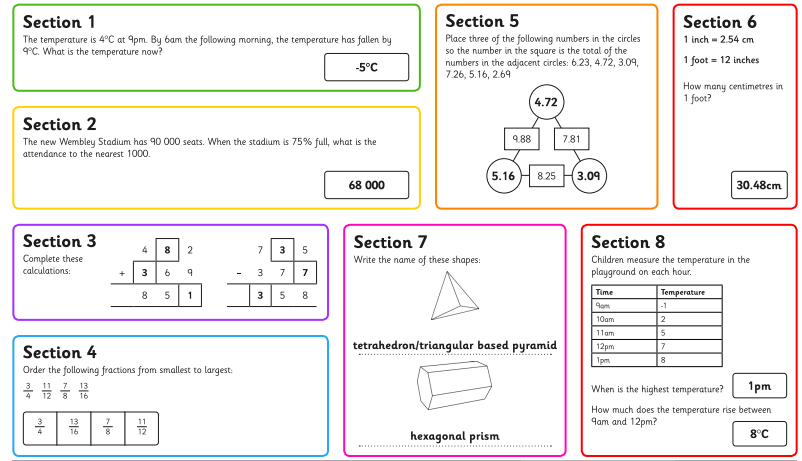 Section 1
The temperature is 4°C at 9pm. By 6am the following morning, the temperature has fallen by
9°C. What is the temperature now?
-5°C
Section 2
The new Wembley Stadium has 90 000 seats. When the stadium is 75% full, what is the
attendance to the nearest 1000.
68 000
Section 5
Place three of the following numbers in the circles
so the number in the square is the total of the
numbers in the adjacent circles: 6.23, 4.72, 3.09,
7.26, 5.16, 2.69
4.72
9.88 7.81
5.16 8.25 3.09
Section 6
1 inch = 2.54 cm
1 foot = 12 inches
How many centimetres in
1 foot?
30.48cm
Section 3
Complete these
calculations:
4 8 2
+ 3 6 9
8 5 1
7 3 5
- 3 7 7
3 5 8
Section 4
Order the following fractions from smallest to largest:
3/4 11/12 7/8 13/16
3/4 13/16 7/8 11/12
Section 7
Write the name of these shapes:
tetrahedron/triangular based pyramid
hexagonal prism
Section 8
Children measure the temperature in the
playground on each hour.
Time Temperature
9am -1
10am 2
11am 5
12pm 7
1pm 8
When is the highest temperature? 1pm
How much does the temperature rise between
9am and 12pm?
8°C